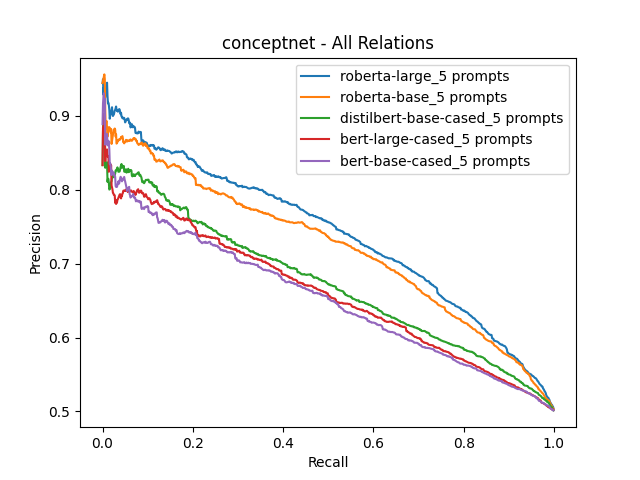 conceptnet - All Relations
roberta-large_5 prompts
roberta-base_5 prompts
distilbert-base-cased_5 prompts
bert-large-cased_5 prompts
bert-base-cased_5 prompts
Precision
0.9
0.8
0.7
0.6
0.5
0.0 0.2 0.4 0.6 0.8 1.0
Recall